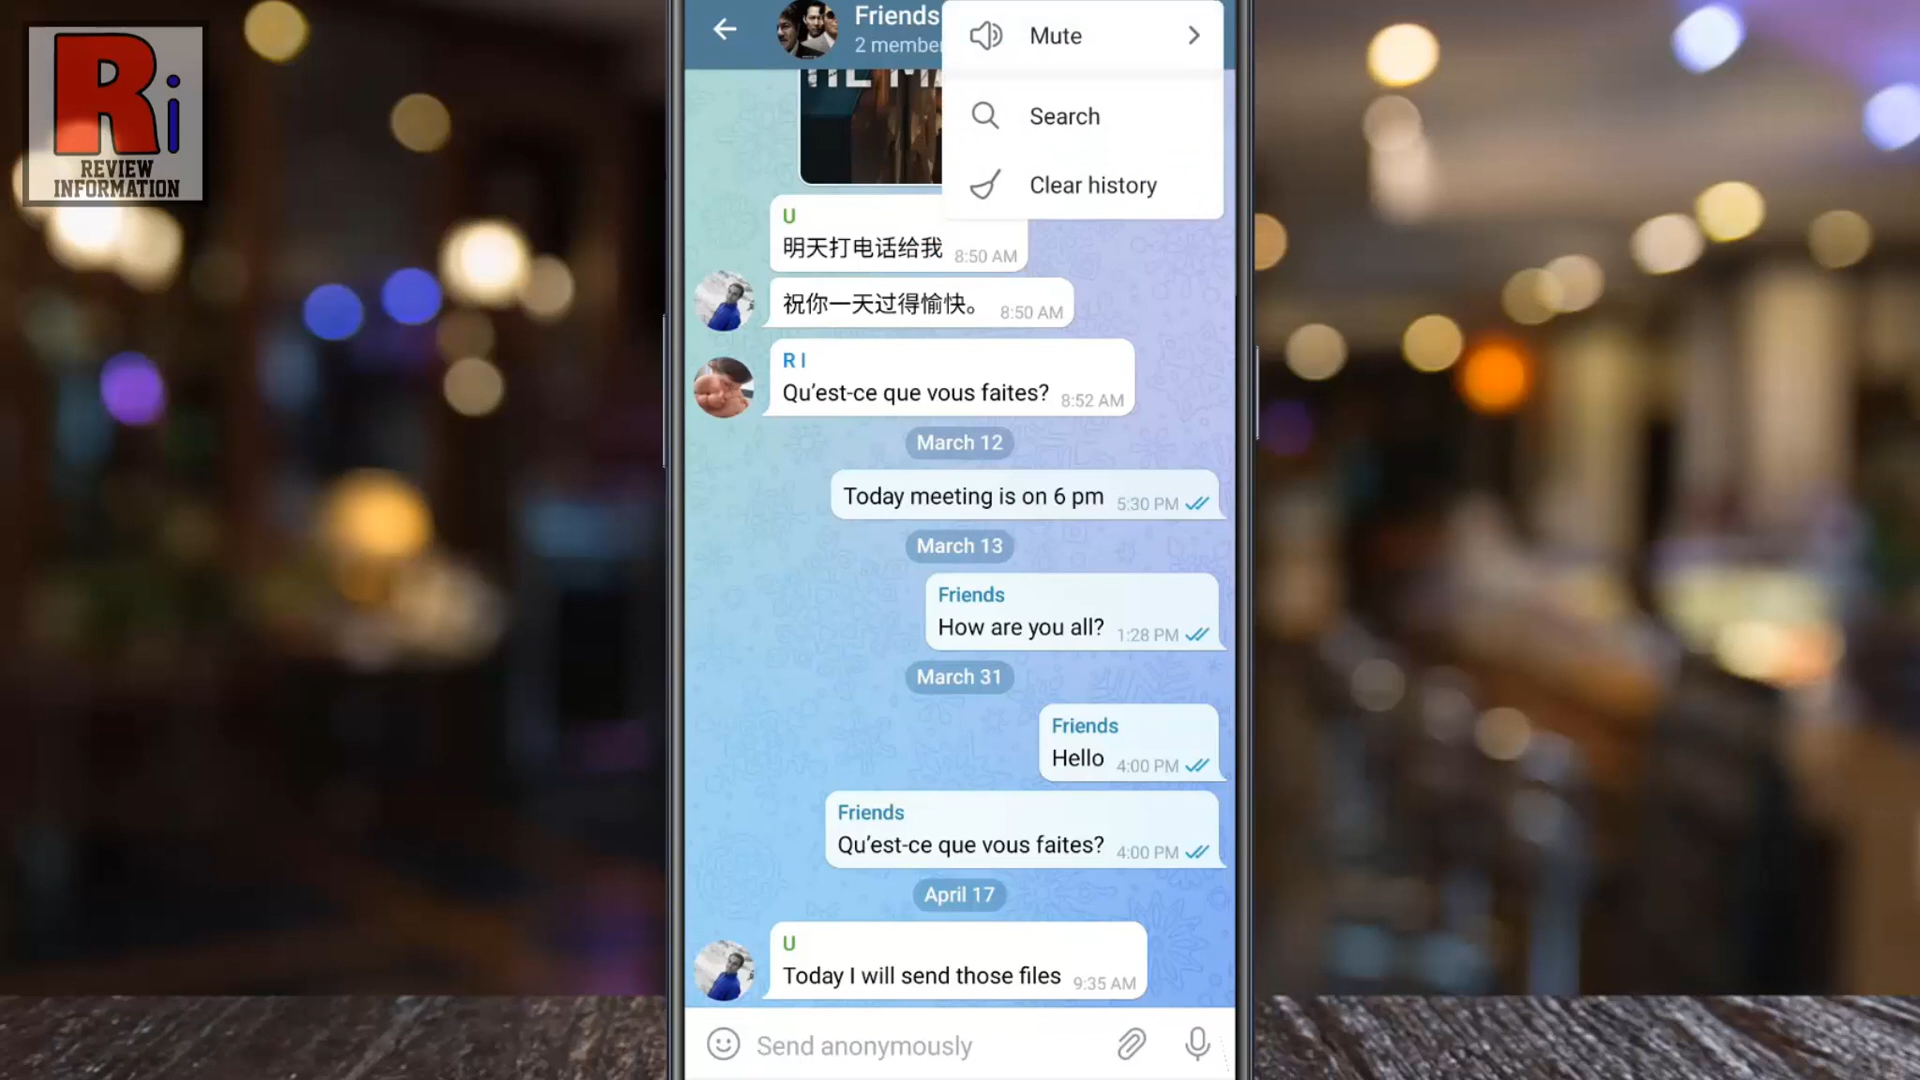 Ri
REVIEW
INFORMATION
Friends
2 membe
Mute
Search
Clear history
U
明天打电话给我 8:50 AM
祝你一天过得愉快。 8:50 AM
R I
Qu’est-ce que vous faites? 8:52 AM
March 12
Today meeting is on 6 pm 5:30 PM
March 13
Friends
How are you all? 1:28 PM
March 31
Friends
Hello 4:00 PM
Friends
Qu’est-ce que vous faites? 4:00 PM
April 17
U
Today I will send those files 9:35 AM
Send anonymously